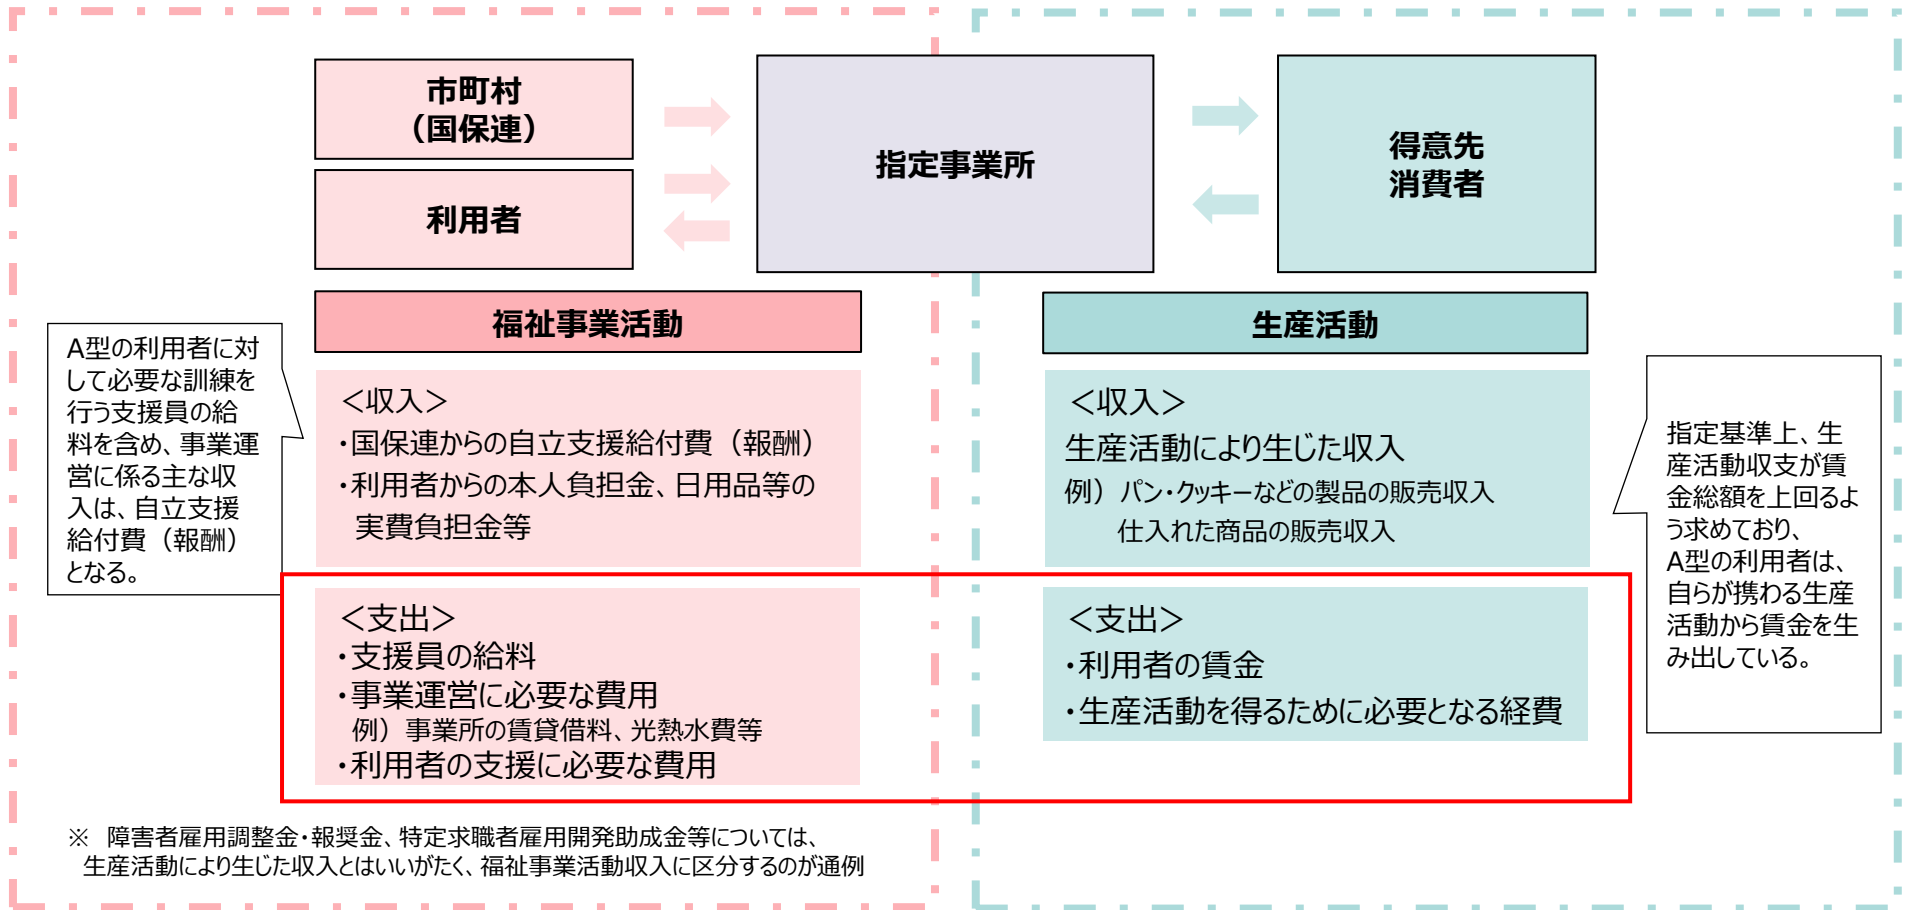 市町村
（国保連）
利用者
指定事業所
得意先
消費者
福祉事業活動
生産活動
A型の利用者に対
して必要な訓練を
行う支援員の給
料を含め、事業運
営に係る主な収
入は、自立支援
給付費（報酬）
となる。
＜収入＞
・国保連からの自立支援給付費（報酬）
・利用者からの本人負担金、日用品等の
実費負担金等
＜収入＞
生産活動により生じた収入
例）パン・クッキーなどの製品の販売収入
仕入れた商品の販売収入
指定基準上、生
産活動収支が賃
金総額を上回るよ
う求めており、
A型の利用者は、
自らが携わる生産
活動から賃金を生
み出している。
＜支出＞
・支援員の給料
・事業運営に必要な費用
例）事業所の賃貸借料、光熱水費等
・利用者の支援に必要な費用
＜支出＞
・利用者の賃金
・生産活動を得るために必要となる経費
※　障害者雇用調整金・報奨金、特定求職者雇用開発助成金等については、
生産活動により生じた収入とはいいがたく、福祉事業活動収入に区分するのが通例